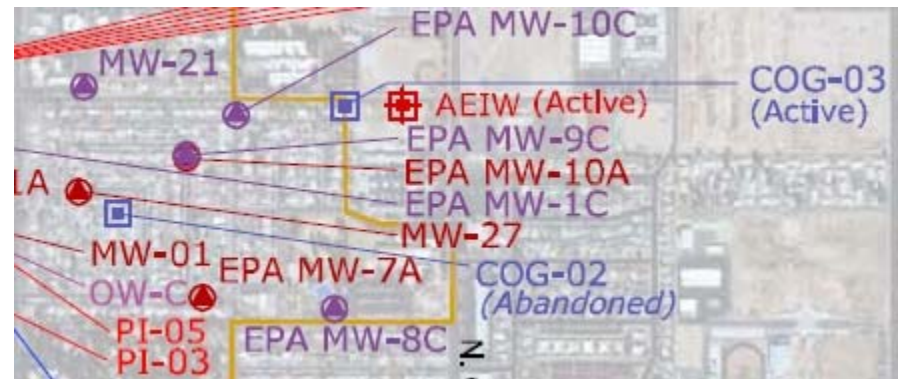 EPA MW-10C
MW-21
COG-03
(Active)
AEIW (Active)
EPA MW-9C
EPA MW-10A
1A
EPA MW-1C
MW-27
MW-01
EPA MW-7A
COG-02
(Abandoned)
OW-C
PI-05
EPA MW-8C
PI-03
N.